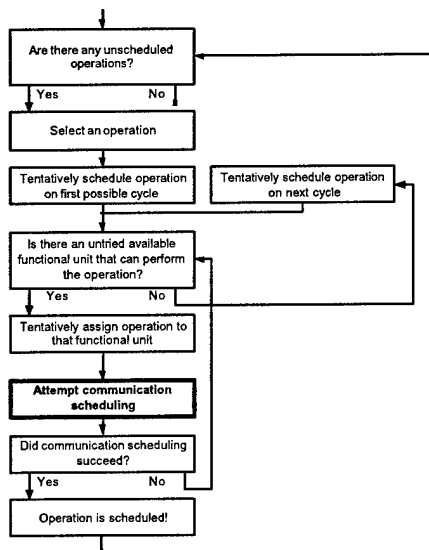 Are there any unscheduled
operations?
Yes No
Select an operation
Tentatively schedule operation
on first possible cycle
Tentatively schedule operation
on next cycle
Is there an untried available
functional unit that can perform
the operation?
Yes No
Tentatively assign operation to
that functional unit
Attempt communication
scheduling
Did communication scheduling
succeed?
Yes No
Operation is scheduled!